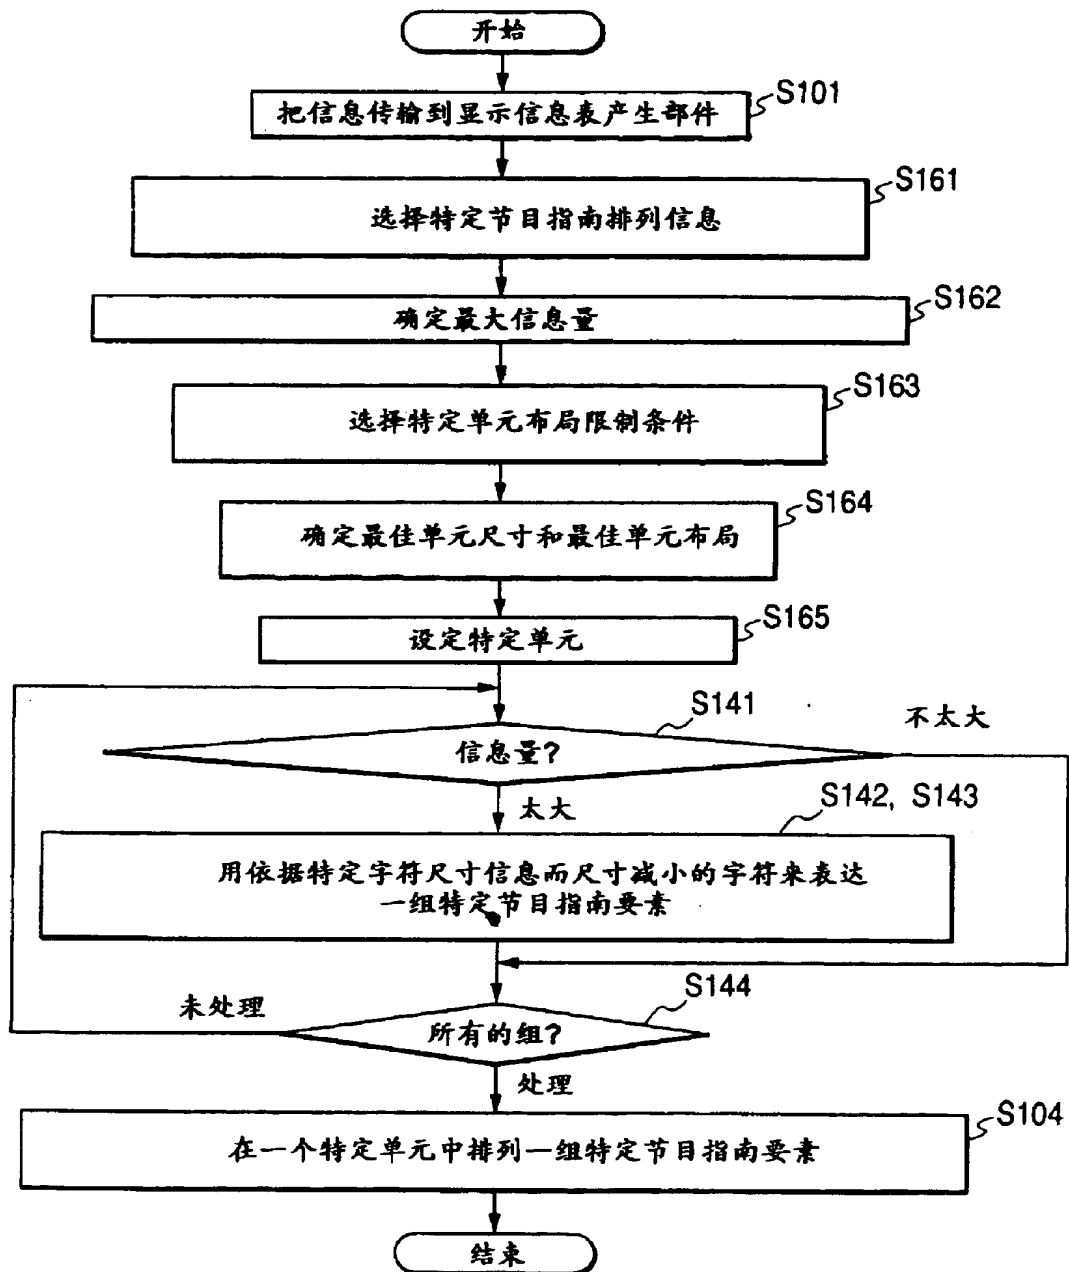 开始
S101
把信息传输到显示信息表产生部件
S161
选择特定节目指南排列信息
S162
确定最大信息量
S163
选择特定单元布局限制条件
S164
确定最佳单元尺寸和最佳单元布局
S165
设定特定单元
S141
不太大
信息量?
太大
S142, S143
用依据特定字符尺寸信息而尺寸减小的字符来表达
一组特定节目指南要素
S144
未处理
所有的组?
处理
S104
在一个特定单元中排列一组特定节目指南要素
结束